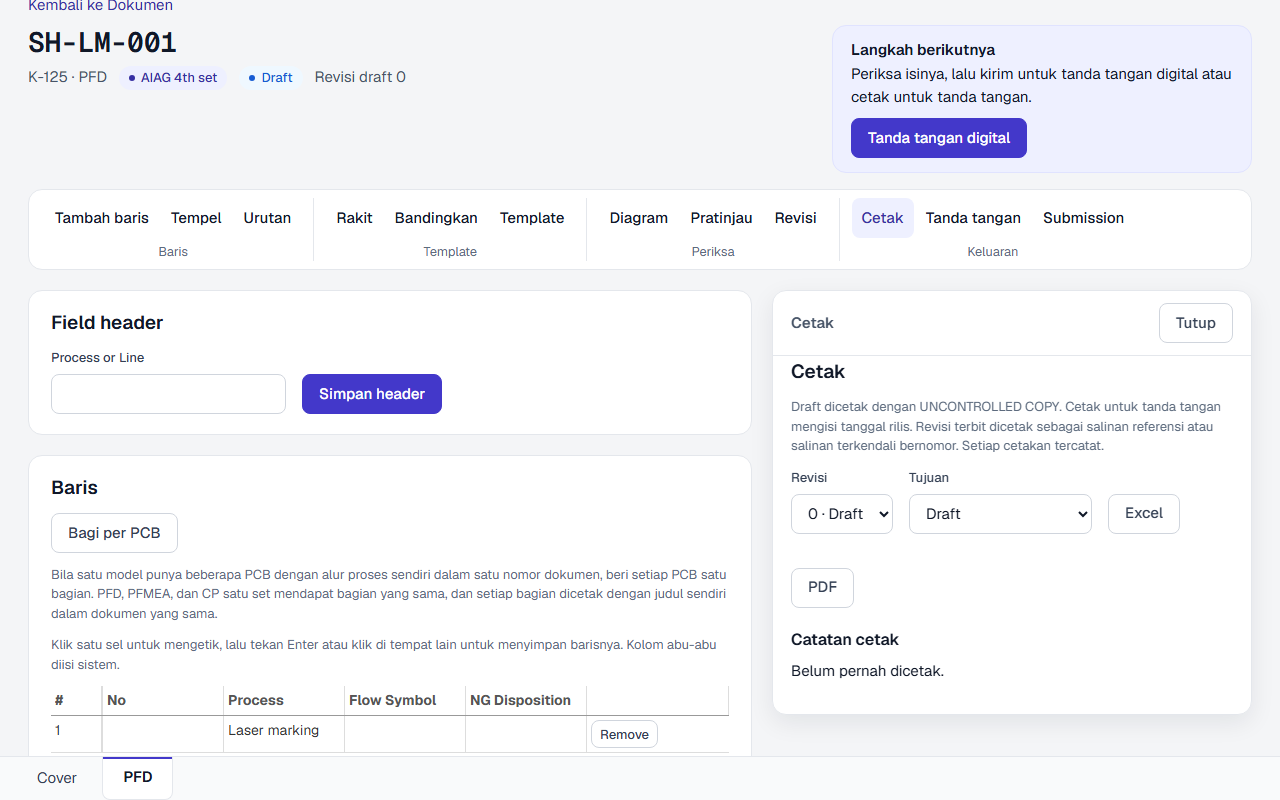 Kembali ke Dokumen
SH-LM-001
K-125 · PFD AIAG 4th set Draft Revisi draft 0
Langkah berikutnya
Periksa isinya, lalu kirim untuk tanda tangan digital atau
cetak untuk tanda tangan.
Tanda tangan digital
Tambah baris Tempel Urutan Rakit Bandingkan Template Diagram Pratinjau Revisi Cetak Tanda tangan Submission
Baris Template Periksa Keluaran
Field header
Process or Line
Simpan header
Baris
Bagi per PCB
Bila satu model punya beberapa PCB dengan alur proses sendiri dalam satu nomor dokumen, beri setiap PCB satu
bagian. PFD, PFMEA, dan CP satu set mendapat bagian yang sama, dan setiap bagian dicetak dengan judul sendiri
dalam dokumen yang sama.
Klik satu sel untuk mengetik, lalu tekan Enter atau klik di tempat lain untuk menyimpan barisnya. Kolom abu-abu
diisi sistem.
# No Process Flow Symbol NG Disposition
1 Laser marking Remove
Cetak Tutup
Cetak
Draft dicetak dengan UNCONTROLLED COPY. Cetak untuk tanda tangan
mengisi tanggal rilis. Revisi terbit dicetak sebagai salinan referensi atau
salinan terkendali bernomor. Setiap cetakan tercatat.
Revisi Tujuan
0 · Draft Draft Excel
PDF
Catatan cetak
Belum pernah dicetak.
Cover PFD